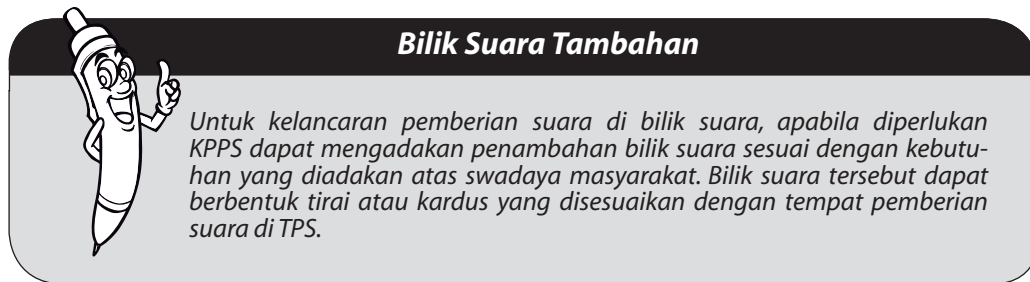 Bilik Suara Tambahan
Untuk kelancaran pemberian suara di bilik suara, apabila diperlukan
KPPS dapat mengadakan penambahan bilik suara sesuai dengan kebutu-
han yang diadakan atas swadaya masyarakat. Bilik suara tersebut dapat
berbentuk tirai atau kardus yang disesuaikan dengan tempat pemberian
suara di TPS.